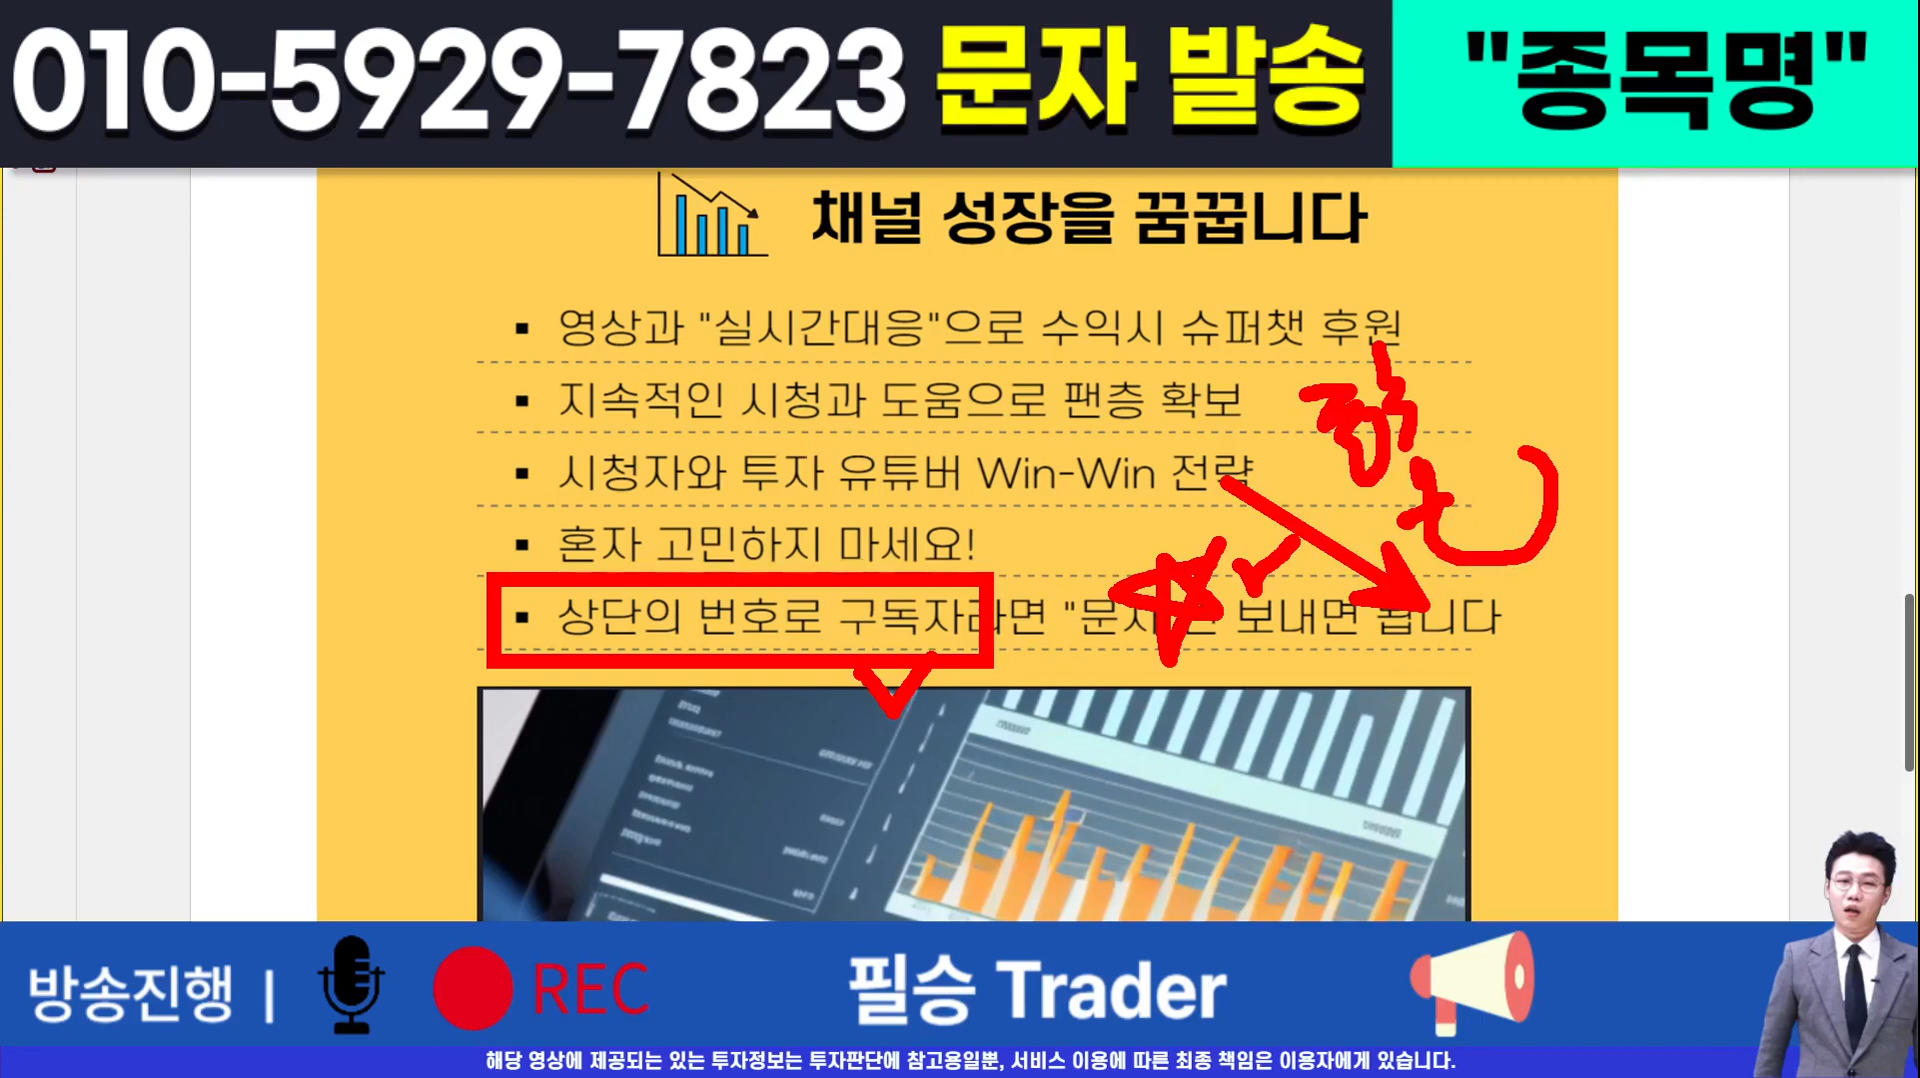 010-5929-7823 문자 발송 "종목명"
채널 성장을 꿈꿉니다
▪ 영상과 "실시간대응"으로 수익시 슈퍼챗 후원
▪ 지속적인 시청과 도움으로 팬층 확보
▪ 시청자와 투자 유튜버 Win-Win 전략
▪ 혼자 고민하지 마세요!
▪ 상단의 번호로 구독자라면 "문자" 보내면 됩니다
방송진행 | REC 필승 Trader
해당 영상에 제공되는 있는 투자정보는 투자판단에 참고용일뿐, 서비스 이용에 따른 최종 책임은 이용자에게 있습니다.